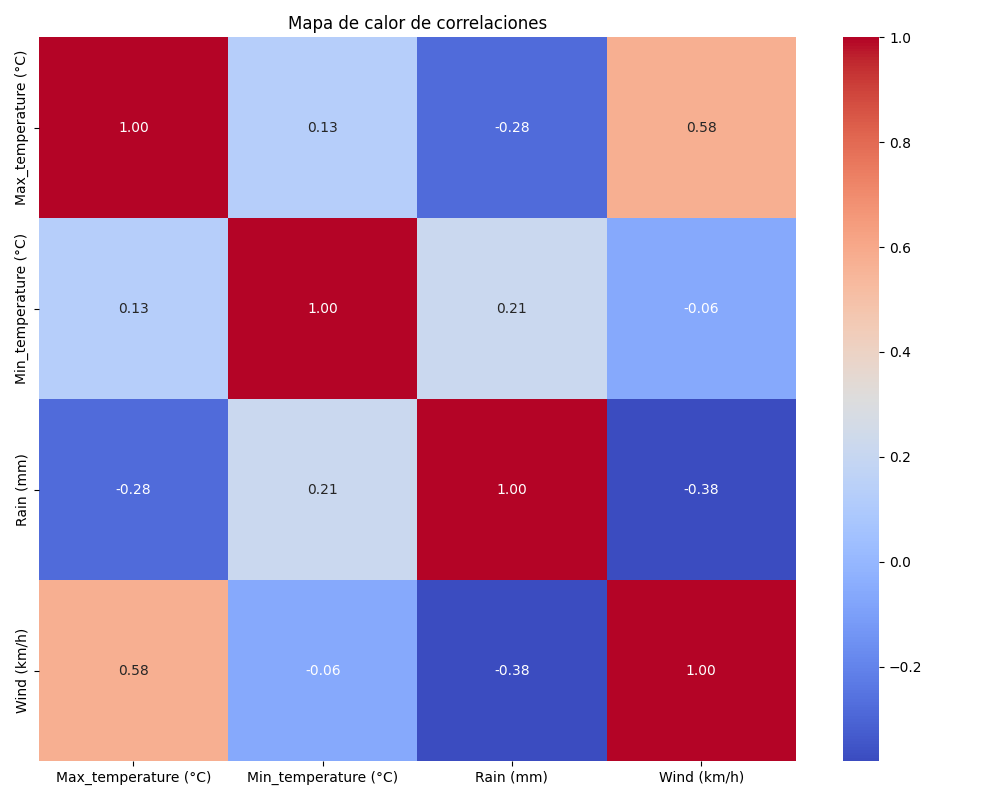 Mapa de calor de correlaciones
Max_temperature (°C)
1.00
0.13
-0.28
0.58
Min_temperature (°C)
0.13
1.00
0.21
-0.06
Rain (mm)
-0.28
0.21
1.00
-0.38
Wind (km/h)
0.58
-0.06
-0.38
1.00
Max_temperature (°C)
Min_temperature (°C)
Rain (mm)
Wind (km/h)
1.0
0.8
0.6
0.4
0.2
0.0
−0.2